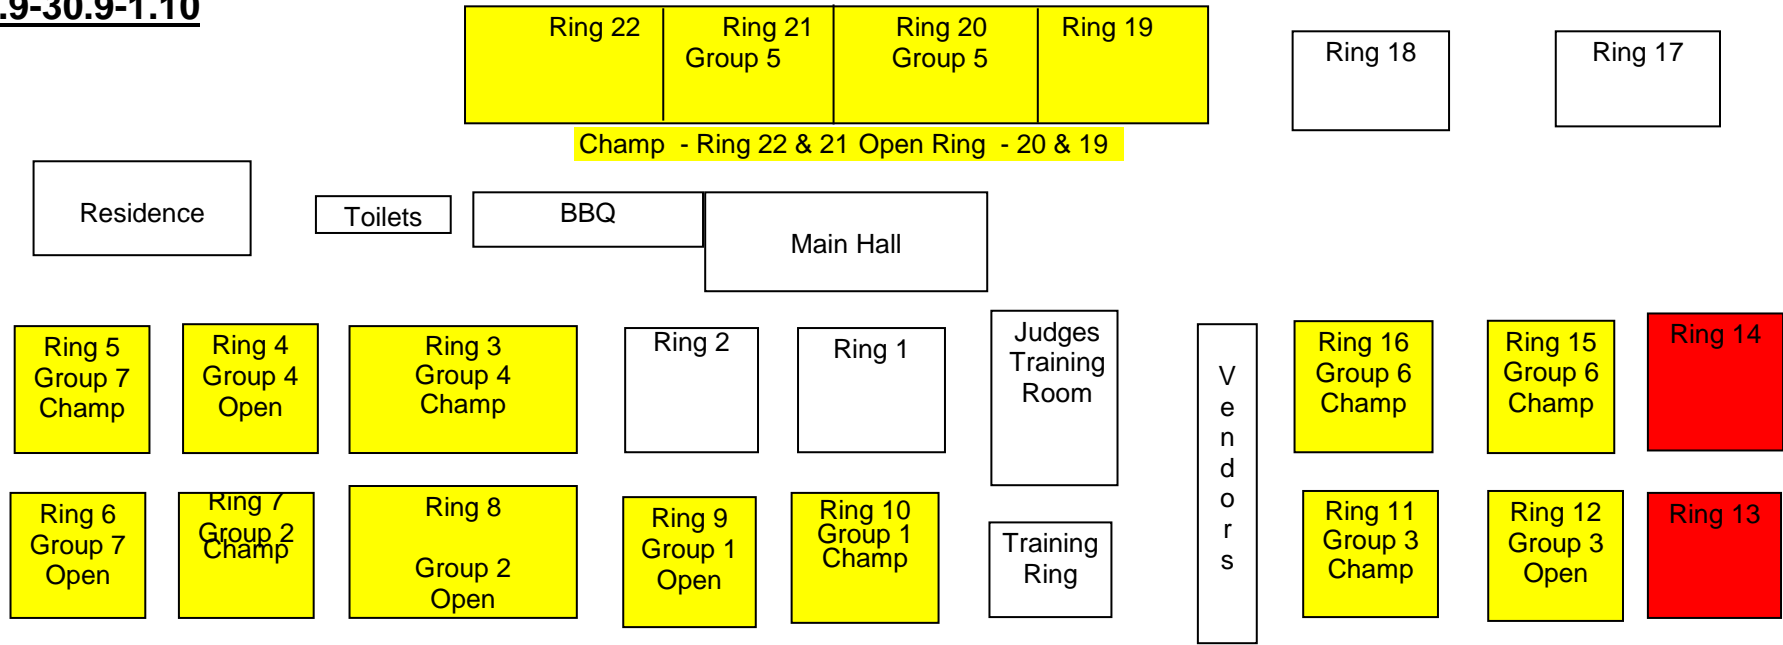 .9-30.9-1.10
Ring 22
Ring 21
Group 5
Ring 20
Group 5
Ring 19
Ring 18
Ring 17
Champ - Ring 22 & 21 Open Ring - 20 & 19
Residence
Toilets
BBQ
Main Hall
Ring 5
Group 7
Champ
Ring 4
Group 4
Open
Ring 3
Group 4
Champ
Ring 2
Ring 1
Judges
Training
Room
Vendors
Ring 16
Group 6
Champ
Ring 15
Group 6
Champ
Ring 14
Ring 6
Group 7
Open
Ring 7
Group 2
Champ
Ring 8
Group 2
Open
Ring 9
Group 1
Open
Ring 10
Group 1
Champ
Training
Ring
Ring 11
Group 3
Champ
Ring 12
Group 3
Open
Ring 13